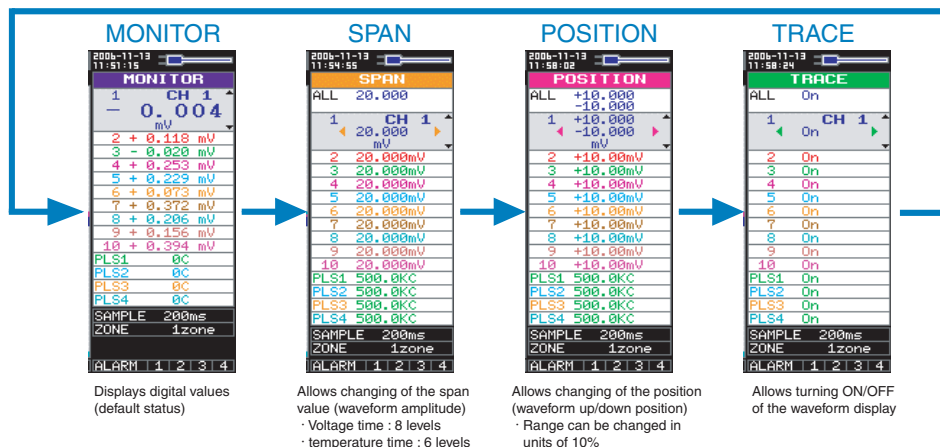 MONITOR
2006-11-13
11:51:15
MONITOR
1 CH 1
- 0.004
mV
2 + 0.118 mV
3 - 0.020 mV
4 + 0.253 mV
5 + 0.229 mV
6 + 0.073 mV
7 + 0.372 mV
8 + 0.206 mV
9 + 0.156 mV
10 + 0.394 mV
PLS1 0C
PLS2 0C
PLS3 0C
PLS4 0C
SAMPLE 200ms
ZONE 1zone
ALARM 1 2 3 4
Displays digital values
(default status)
SPAN
2006-11-13
11:54:55
SPAN
ALL 20.000
1 CH 1
20.000
mV
2 20.000mV
3 20.000mV
4 20.000mV
5 20.000mV
6 20.000mV
7 20.000mV
8 20.000mV
9 20.000mV
10 20.000mV
PLS1 500.0KC
PLS2 500.0KC
PLS3 500.0KC
PLS4 500.0KC
SAMPLE 200ms
ZONE 1zone
ALARM 1 2 3 4
Allows changing of the span
value (waveform amplitude)
· Voltage time : 8 levels
· temperature time : 6 levels
POSITION
2006-11-13
11:58:02
POSITION
ALL +10.000
-10.000
1 +10.000 CH 1
-10.000
mV
2 +10.00mV
3 +10.00mV
4 +10.00mV
5 +10.00mV
6 +10.00mV
7 +10.00mV
8 +10.00mV
9 +10.00mV
10 +10.00mV
PLS1 500.0KC
PLS2 500.0KC
PLS3 500.0KC
PLS4 500.0KC
SAMPLE 200ms
ZONE 1zone
ALARM 1 2 3 4
Allows changing of the position
(waveform up/down position)
· Range can be changed in
units of 10%
TRACE
2006-11-13
11:58:24
TRACE
ALL On
1 CH 1
On
2 On
3 On
4 On
5 On
6 On
7 On
8 On
9 On
10 On
PLS1 On
PLS2 On
PLS3 On
PLS4 On
SAMPLE 200ms
ZONE 1zone
ALARM 1 2 3 4
Allows turning ON/OFF
of the waveform display